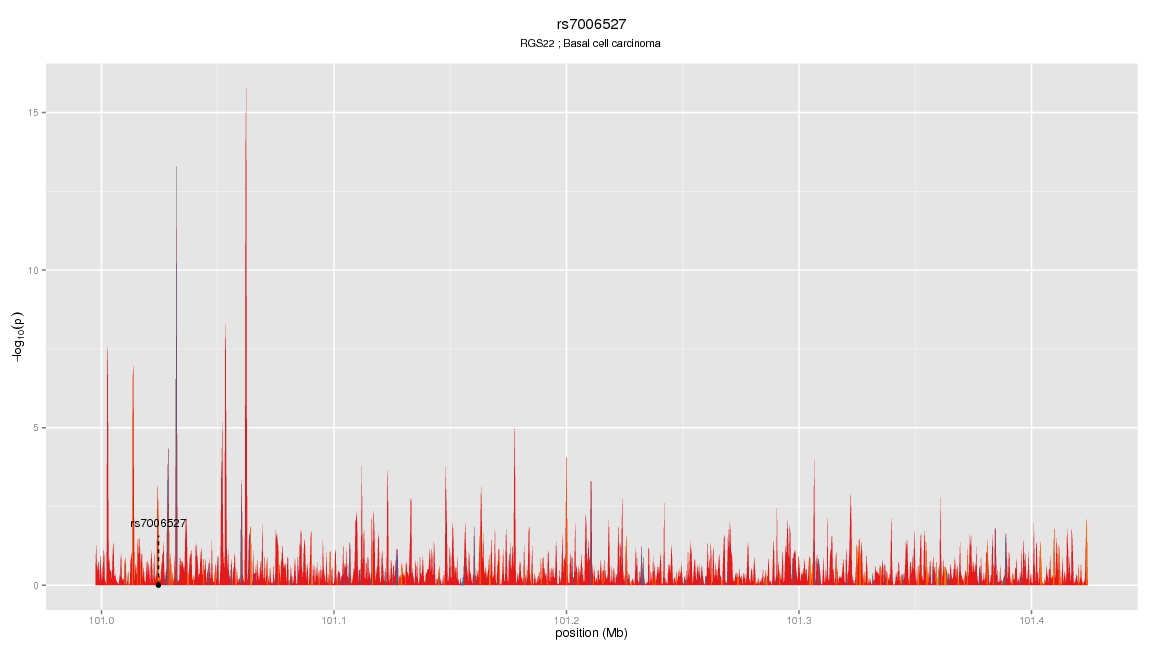 rs7006527
RGS22 ; Basal cell carcinoma
−log10(p)
15
10
5
0
rs7006527
101.0 101.1 101.2 101.3 101.4
position (Mb)